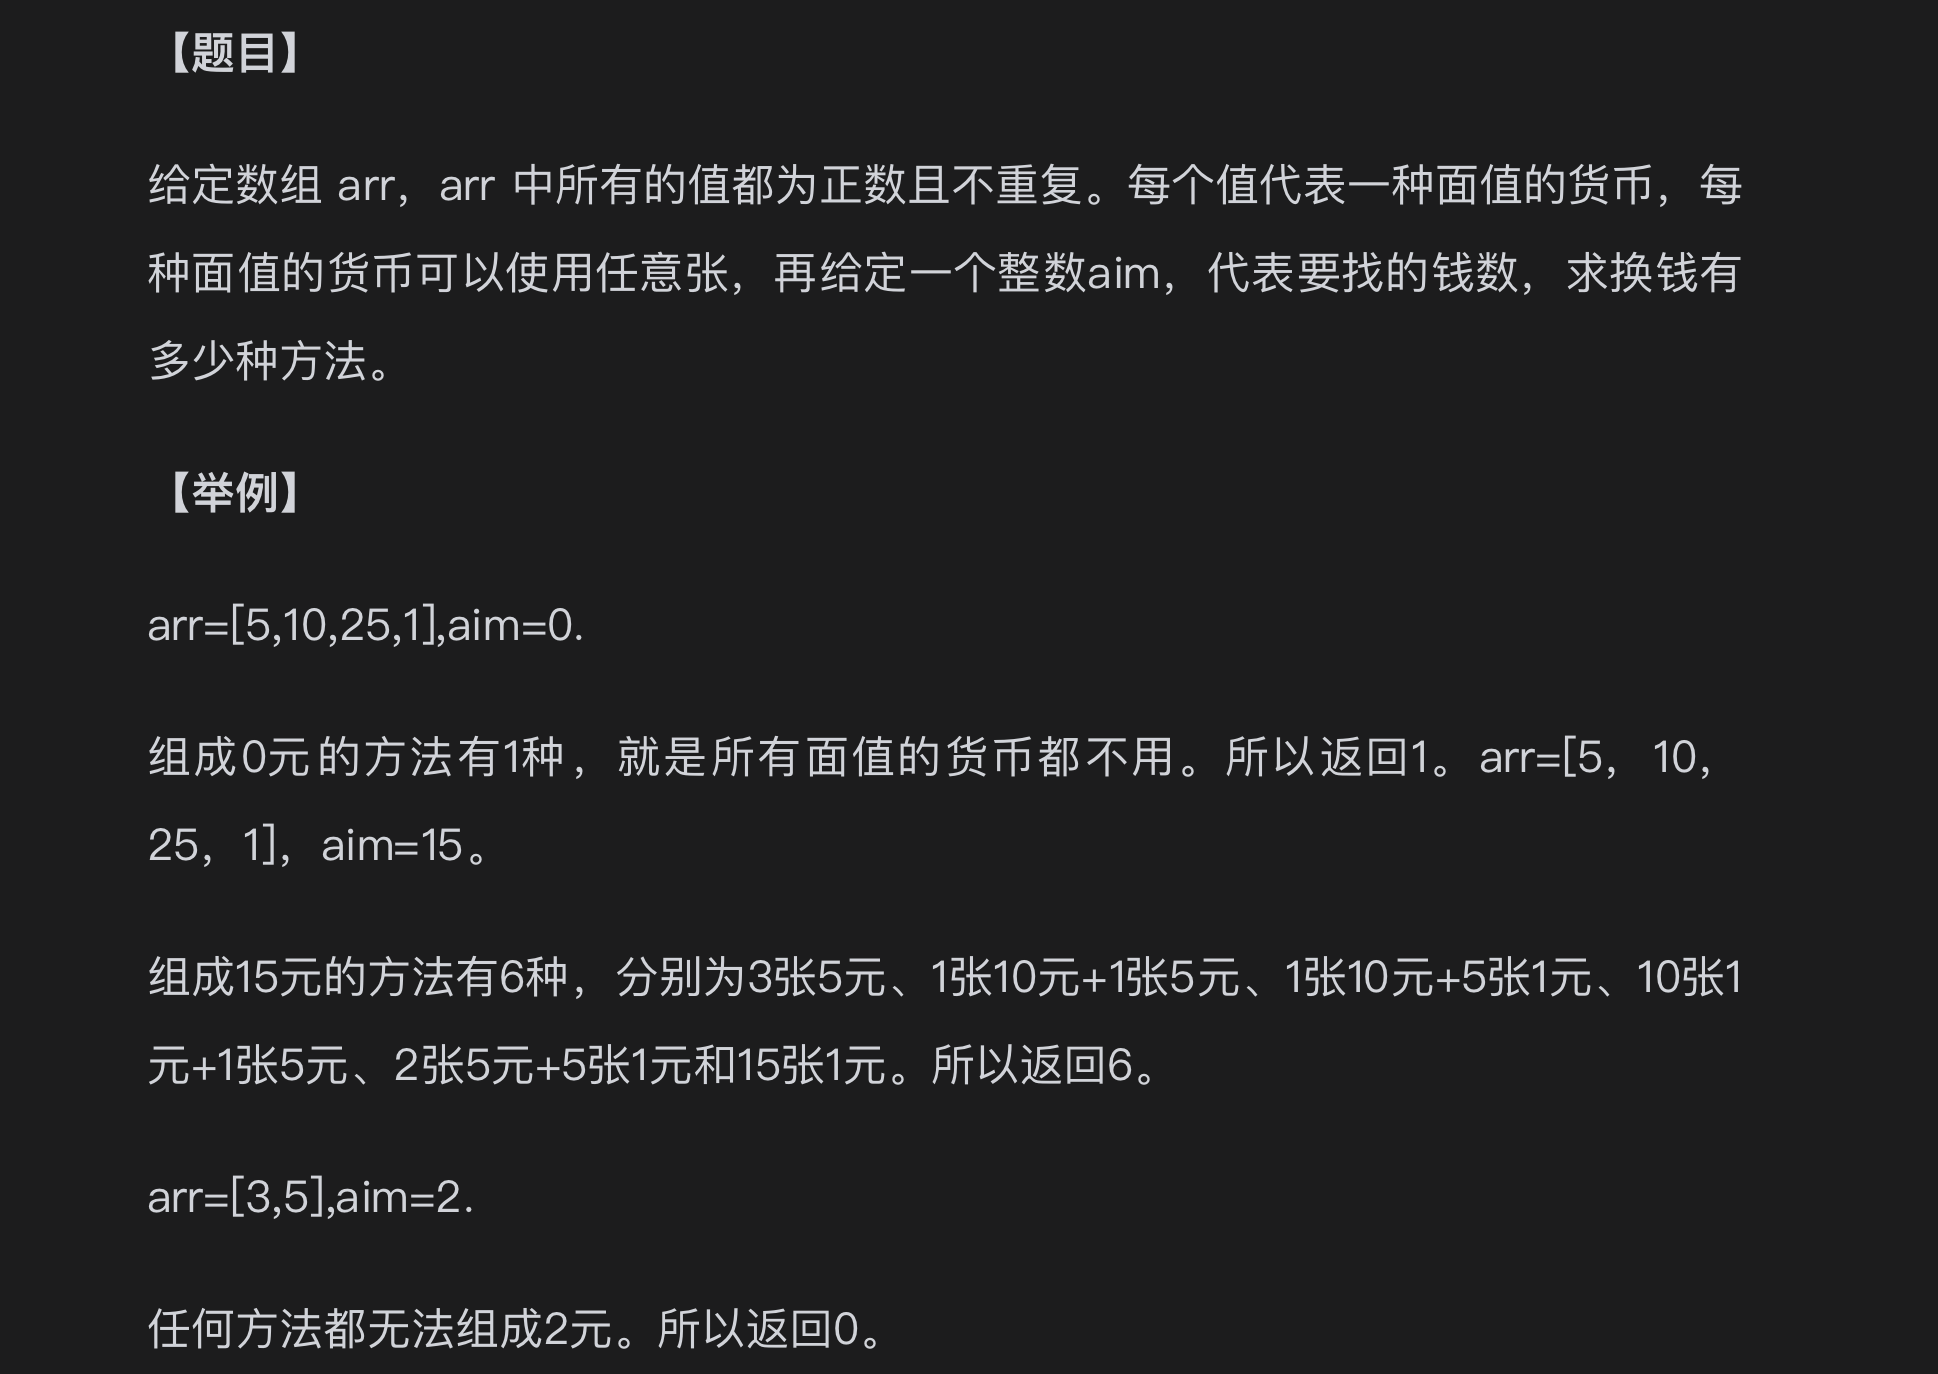 【题目】
给定数组 arr，arr 中所有的值都为正数且不重复。每个值代表一种面值的货币，每
种面值的货币可以使用任意张，再给定一个整数aim，代表要找的钱数，求换钱有
多少种方法。
【举例】
arr=[5,10,25,1],aim=0.
组成0元的方法有1种，就是所有面值的货币都不用。所以返回1。arr=[5，10，
25，1]，aim=15。
组成15元的方法有6种，分别为3张5元、1张10元+1张5元、1张10元+5张1元、10张1
元+1张5元、2张5元+5张1元和15张1元。所以返回6。
arr=[3,5],aim=2.
任何方法都无法组成2元。所以返回0。